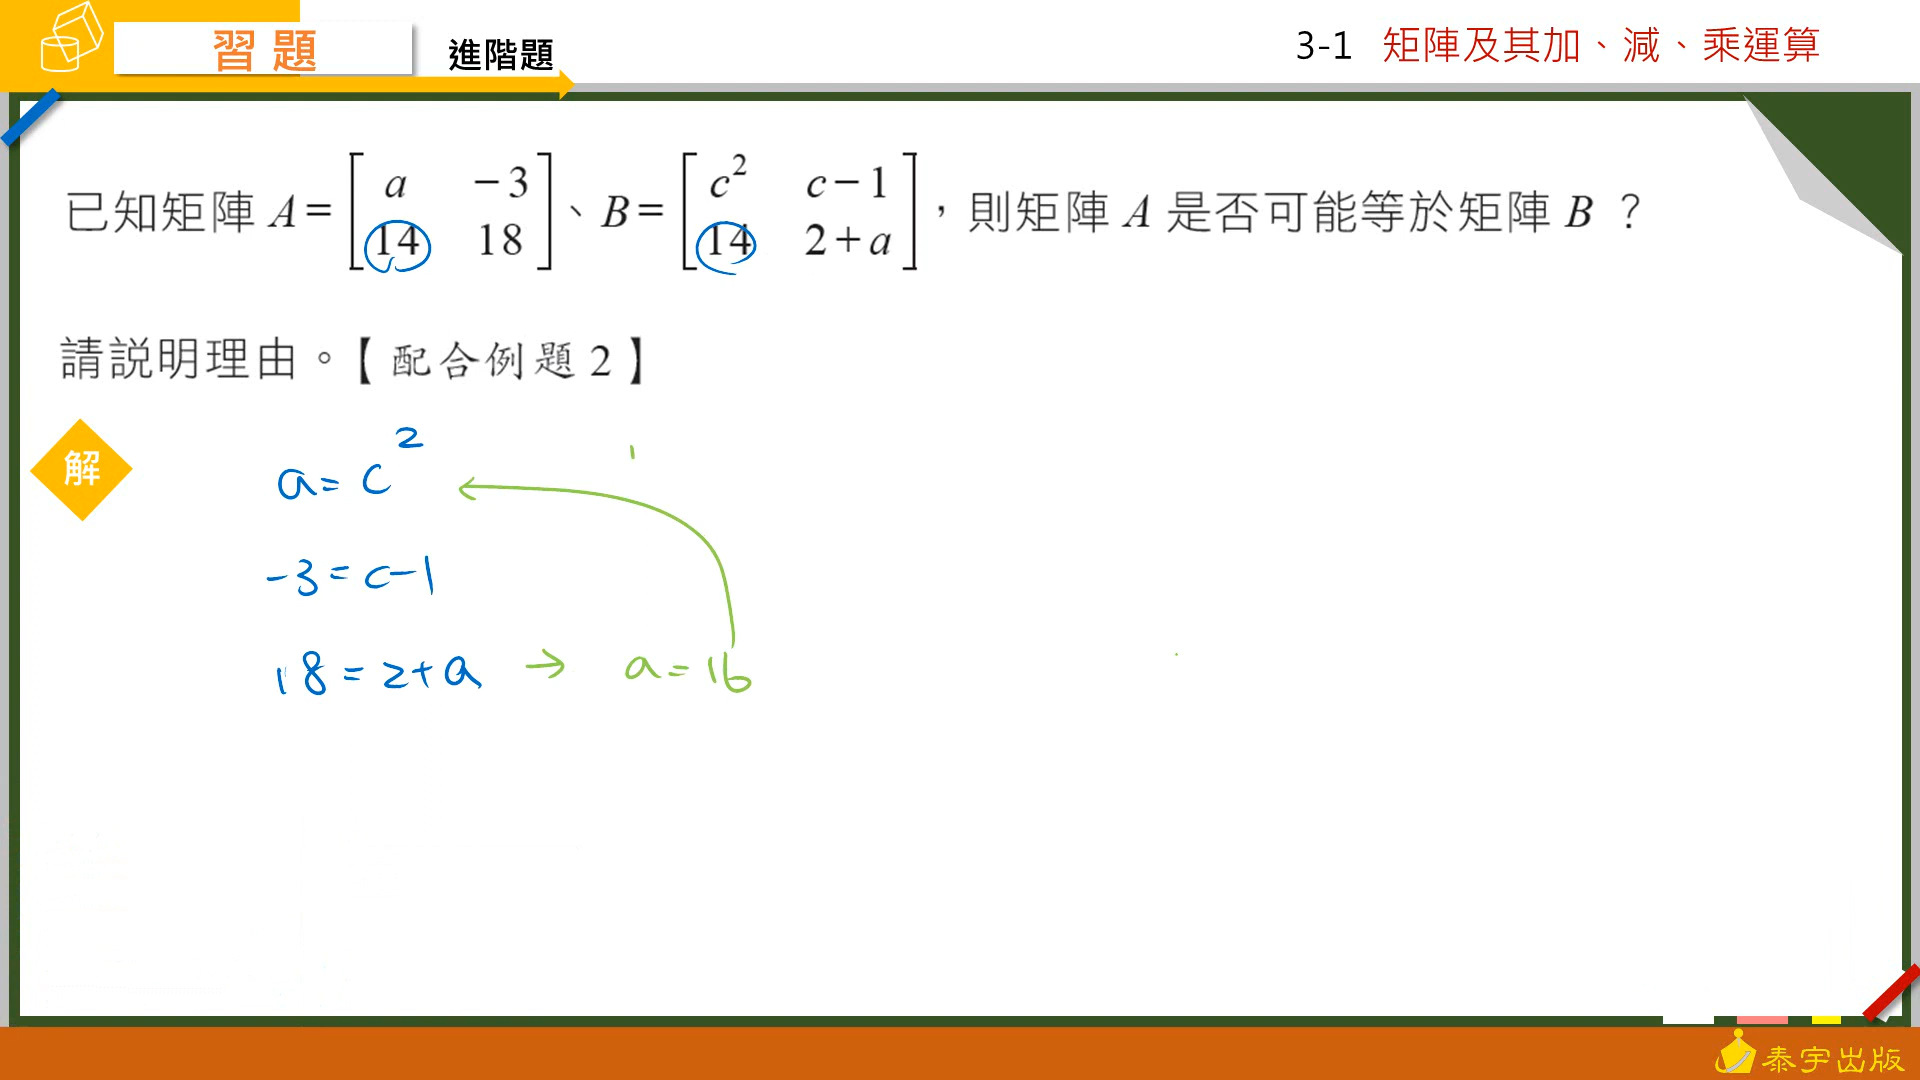 習題
進階題
3-1 矩陣及其加、減、乘運算
已知矩陣 A = [ a −3 ; 14 18 ]、B = [ c² c−1 ; 14 2+a ],則矩陣 A 是否可能等於矩陣 B ?
請説明理由。【配合例題 2】
解
a = c²
-3 = c-1
18 = 2+a → a = 16
泰宇出版